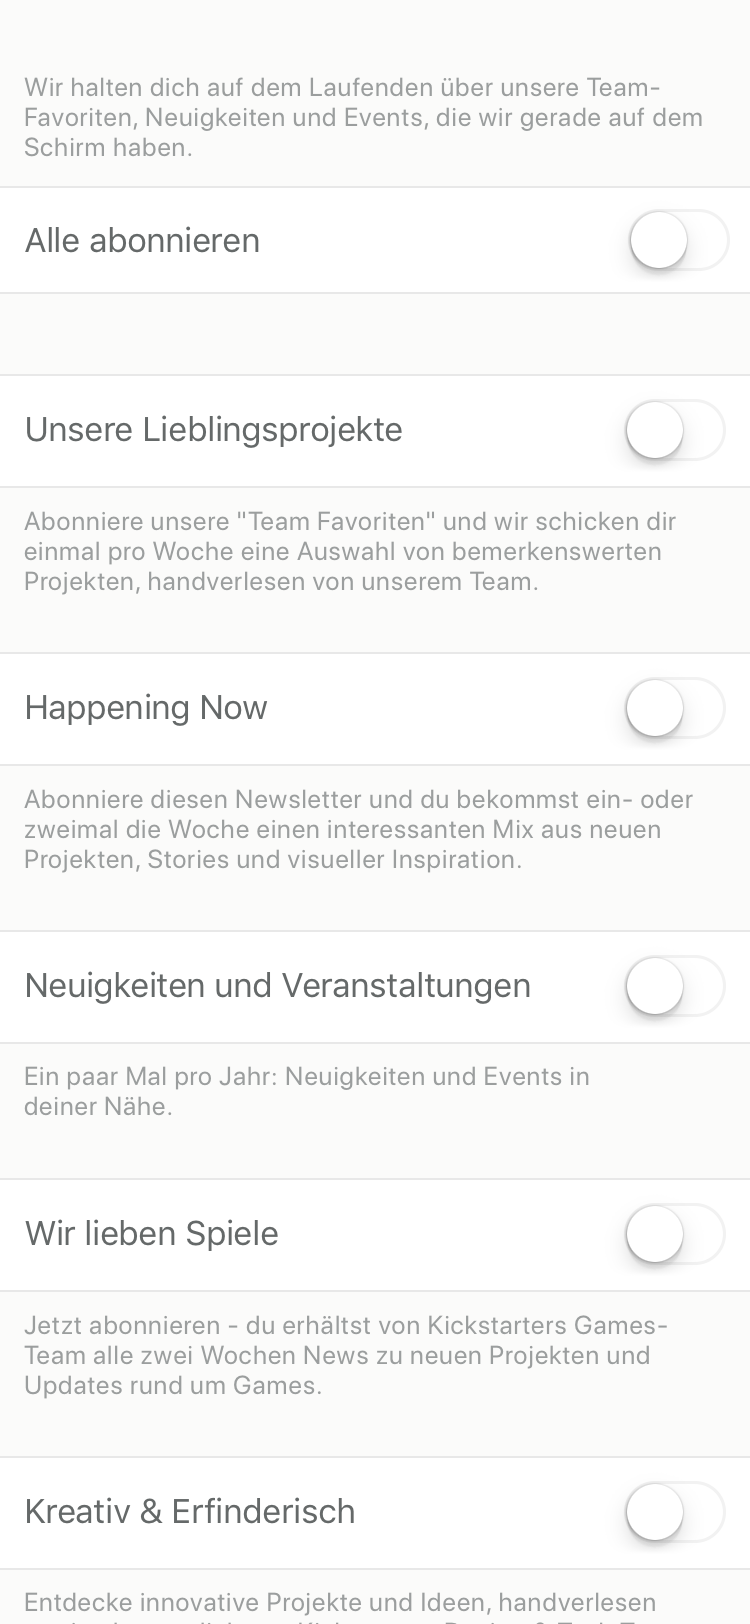 Wir halten dich auf dem Laufenden über unsere Team-
Favoriten, Neuigkeiten und Events, die wir gerade auf dem
Schirm haben.
Alle abonnieren
Unsere Lieblingsprojekte
Abonniere unsere "Team Favoriten" und wir schicken dir
einmal pro Woche eine Auswahl von bemerkenswerten
Projekten, handverlesen von unserem Team.
Happening Now
Abonniere diesen Newsletter und du bekommst ein- oder
zweimal die Woche einen interessanten Mix aus neuen
Projekten, Stories und visueller Inspiration.
Neuigkeiten und Veranstaltungen
Ein paar Mal pro Jahr: Neuigkeiten und Events in
deiner Nähe.
Wir lieben Spiele
Jetzt abonnieren - du erhältst von Kickstarters Games-
Team alle zwei Wochen News zu neuen Projekten und
Updates rund um Games.
Kreativ & Erfinderisch
Entdecke innovative Projekte und Ideen, handverlesen